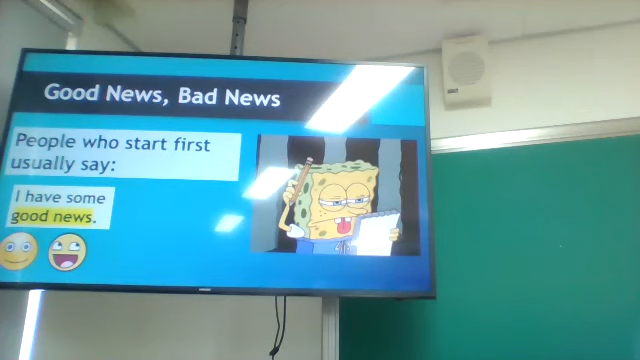 Good News, Bad News
People who start first
usually say:
I have some
good news.